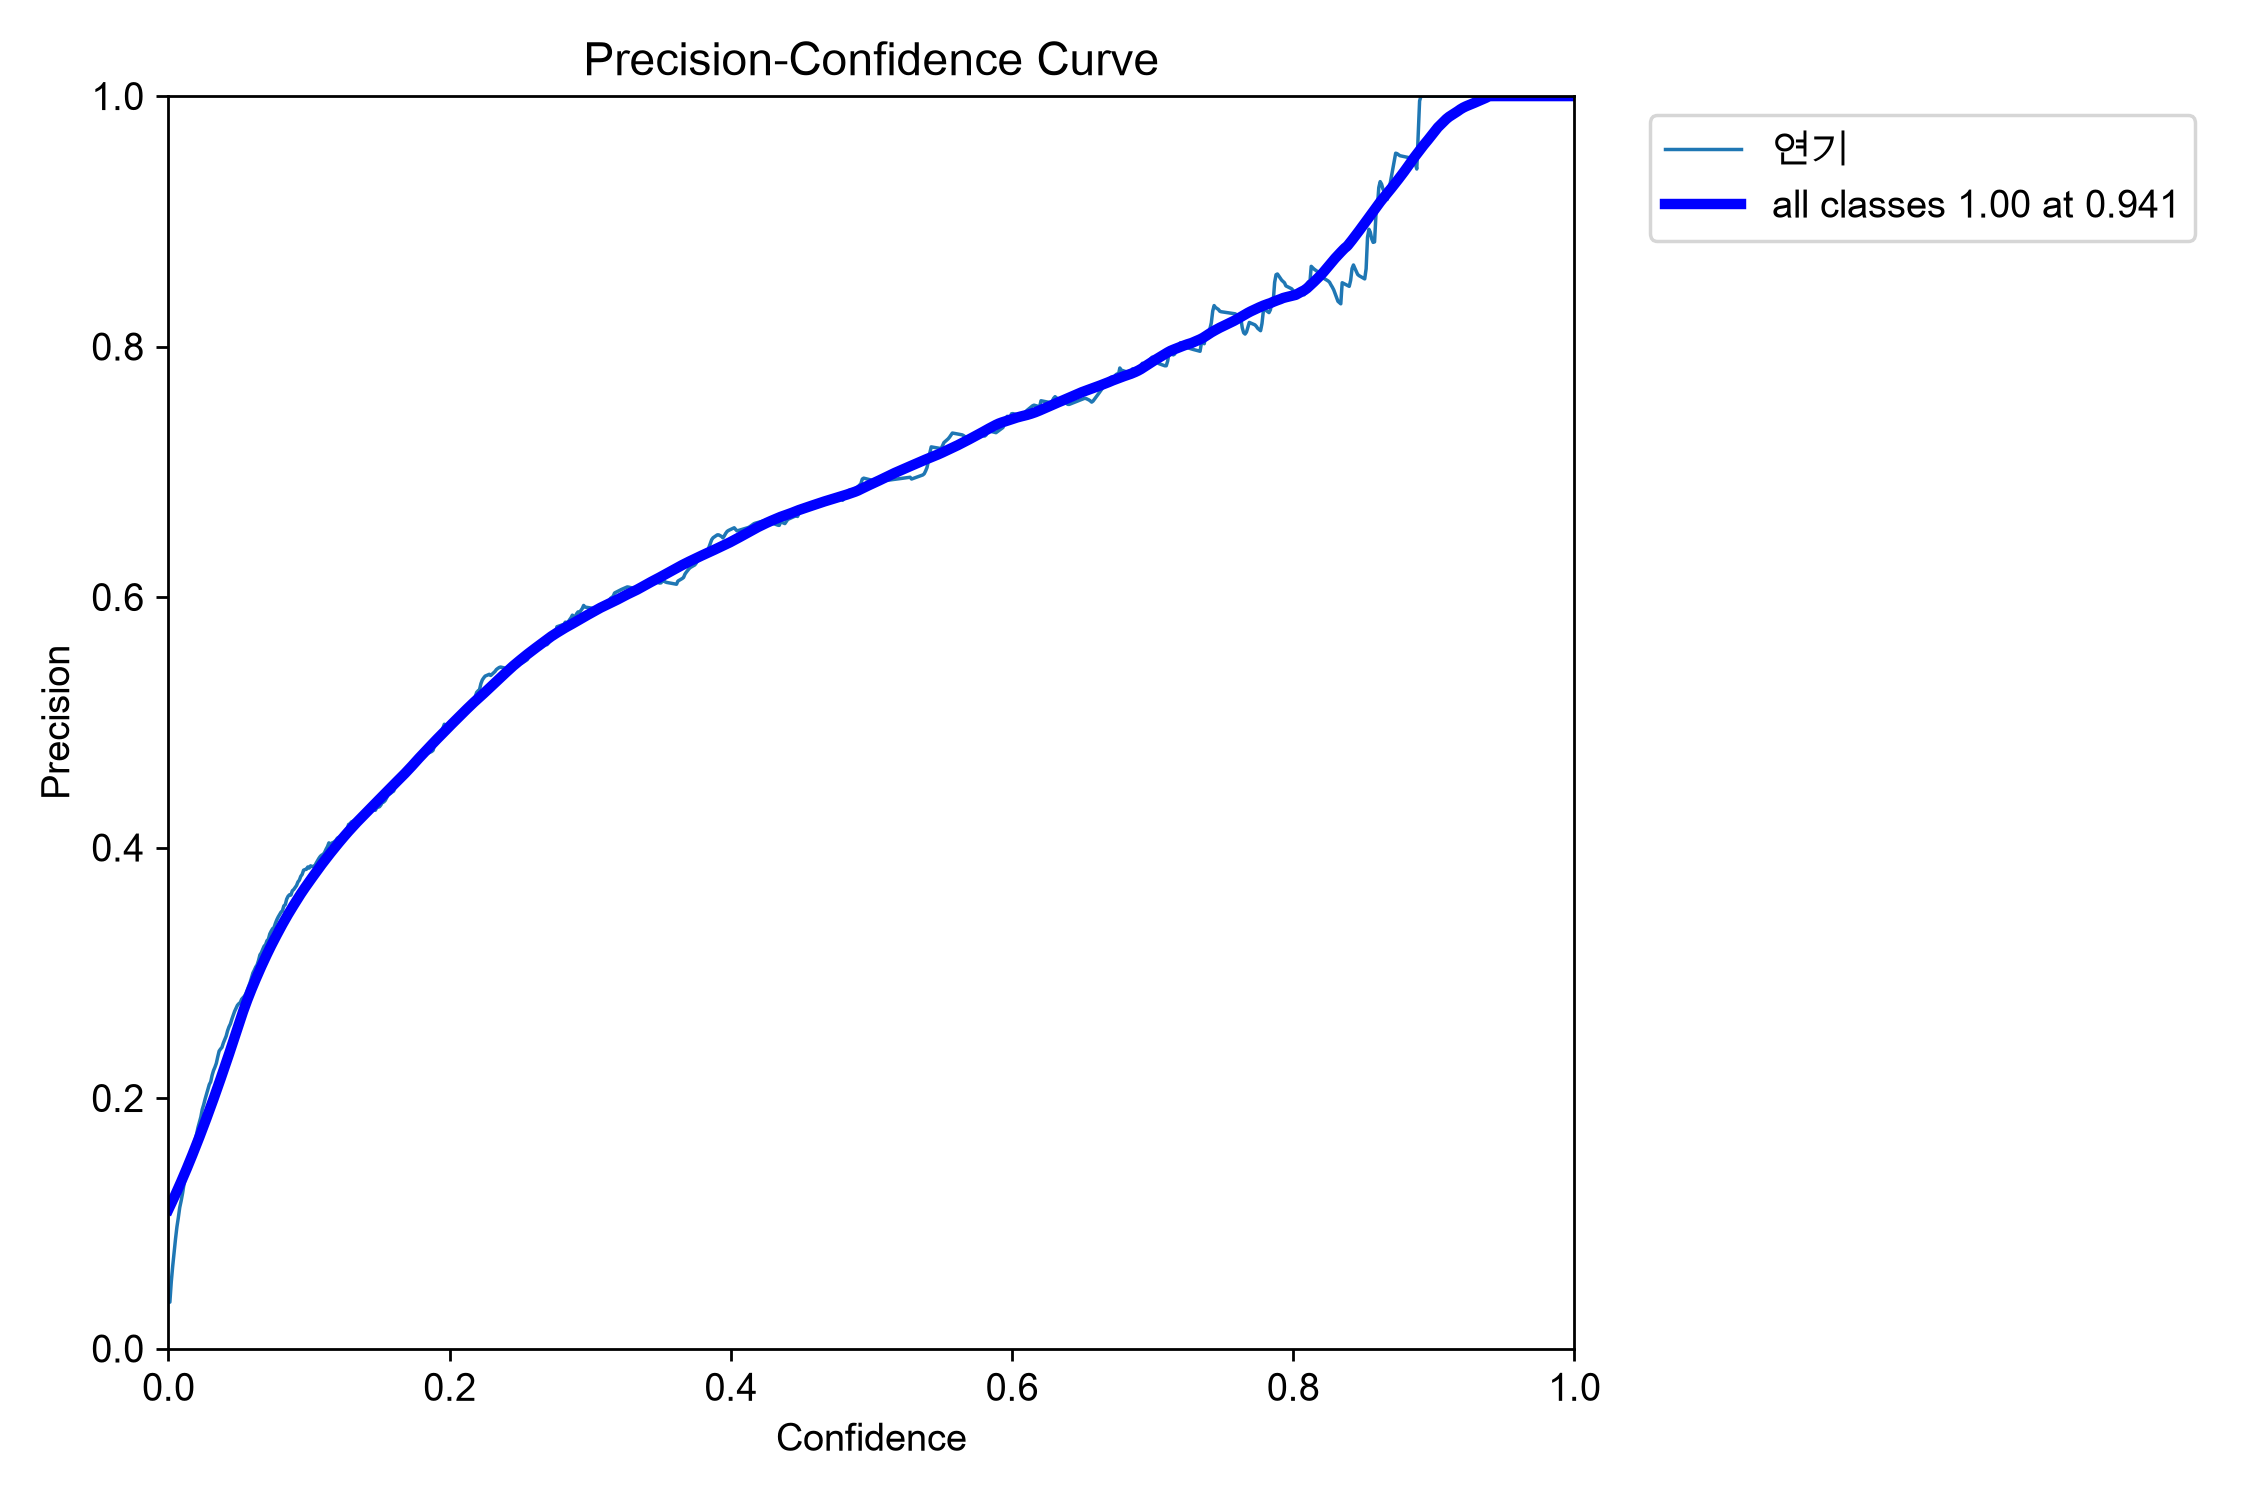 Precision-Confidence Curve
1.0
0.8
0.6
0.4
0.2
0.0
Precision
0.0 0.2 0.4 0.6 0.8 1.0
Confidence
연기
all classes 1.00 at 0.941